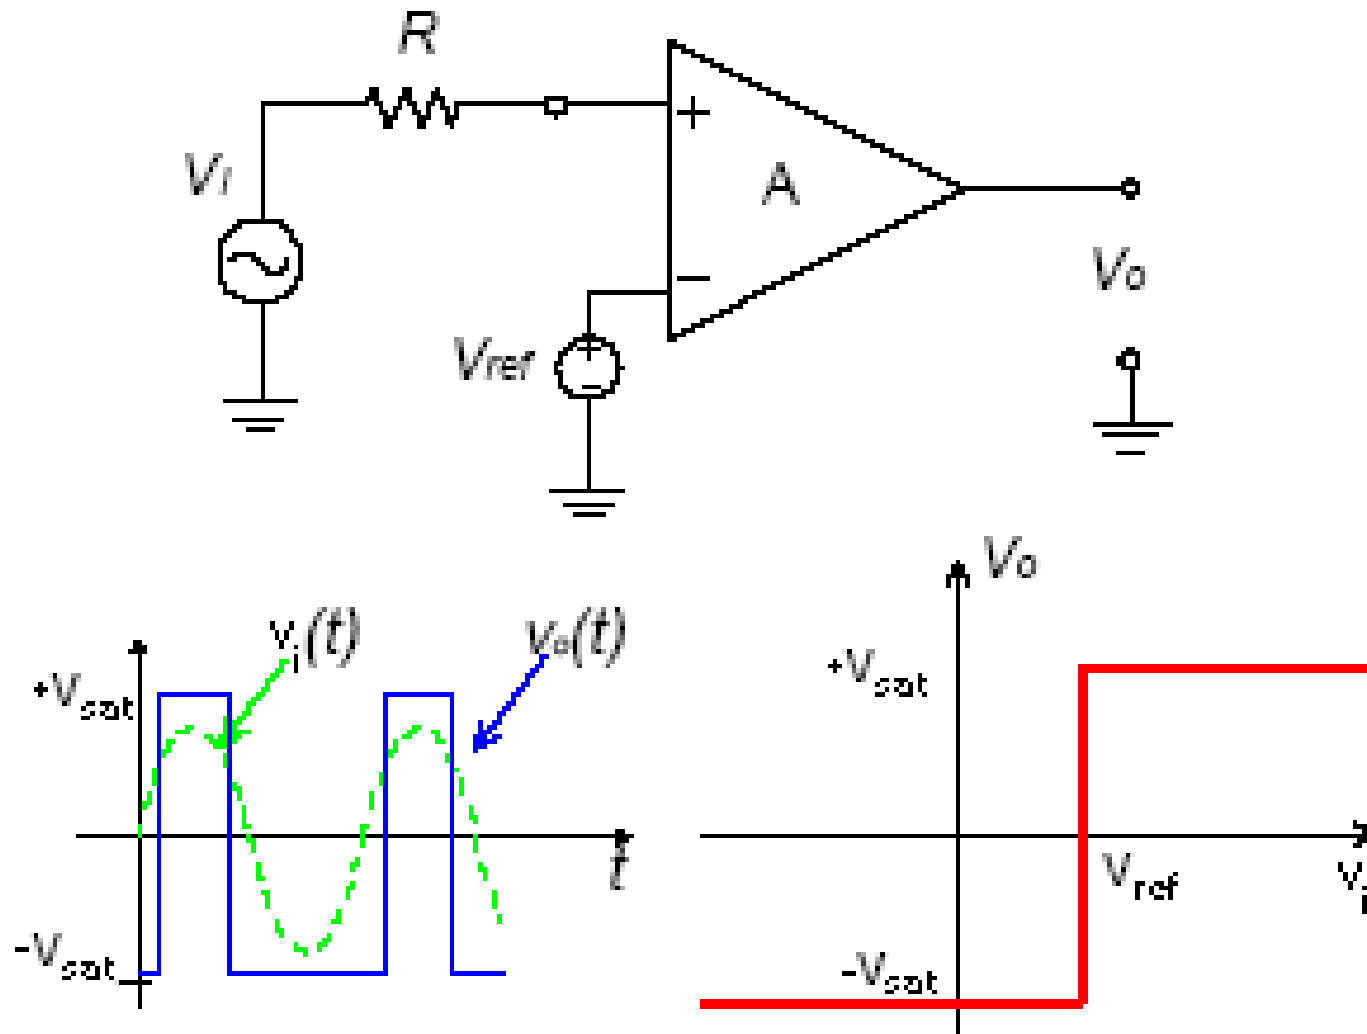 R
VI
+
A
−
Vo
Vref
+
−
Vo
vi(t)
vo(t)
+Vsat
+Vsat
t
Vref
vi
-Vsat
-Vsat